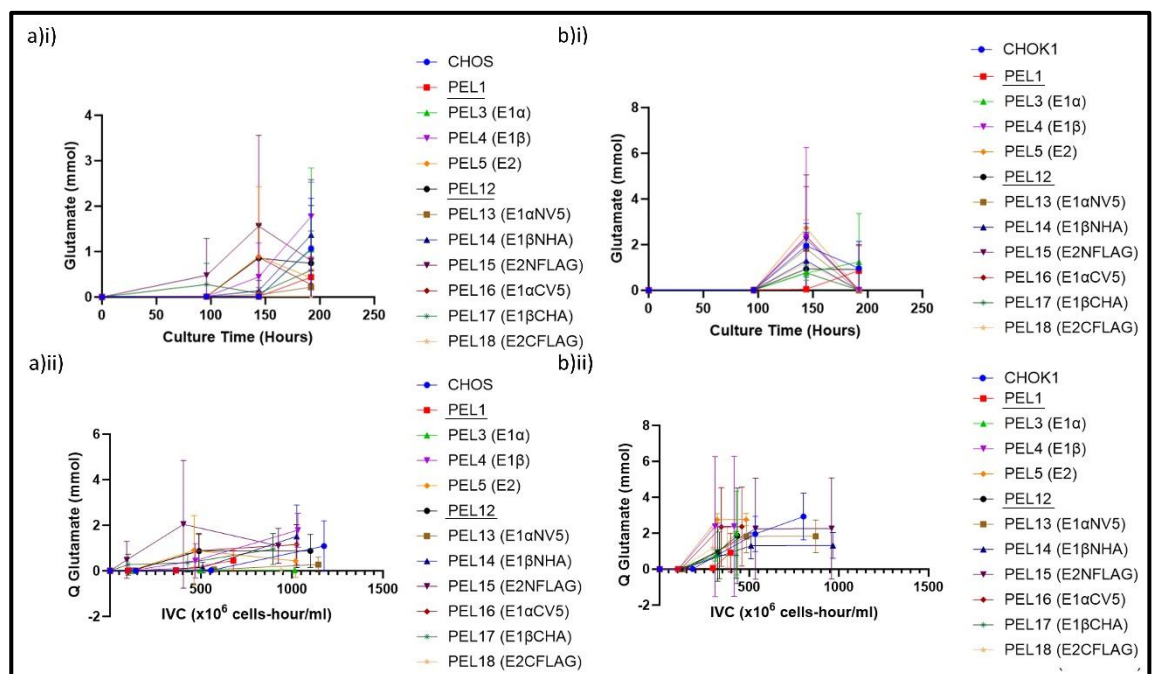 a)i)
Glutamate (mmol)
4
3
2
1
0
0 50 100 150 200 250
Culture Time (Hours)
CHOS
PEL1
PEL3 (E1α)
PEL4 (E1β)
PEL5 (E2)
PEL12
PEL13 (E1αNV5)
PEL14 (E1βNHA)
PEL15 (E2NFLAG)
PEL16 (E1αCV5)
PEL17 (E1βCHA)
PEL18 (E2CFLAG)
b)i)
Glutamate (mmol)
8
6
4
2
0
0 50 100 150 200 250
Culture Time (Hours)
CHOK1
PEL1
PEL3 (E1α)
PEL4 (E1β)
PEL5 (E2)
PEL12
PEL13 (E1αNV5)
PEL14 (E1βNHA)
PEL15 (E2NFLAG)
PEL16 (E1αCV5)
PEL17 (E1βCHA)
PEL18 (E2CFLAG)
a)ii)
Q Glutamate (mmol)
6
4
2
0
-2
500 1000 1500
IVC (x10⁶ cells-hour/ml)
CHOS
PEL1
PEL3 (E1α)
PEL4 (E1β)
PEL5 (E2)
PEL12
PEL13 (E1αNV5)
PEL14 (E1βNHA)
PEL15 (E2NFLAG)
PEL16 (E1αCV5)
PEL17 (E1βCHA)
PEL18 (E2CFLAG)
b)ii)
Q Glutamate (mmol)
8
6
4
2
0
-2
500 1000 1500
IVC (x10⁶ cells-hour/ml)
CHOK1
PEL1
PEL3 (E1α)
PEL4 (E1β)
PEL5 (E2)
PEL12
PEL13 (E1αNV5)
PEL14 (E1βNHA)
PEL15 (E2NFLAG)
PEL16 (E1αCV5)
PEL17 (E1βCHA)
PEL18 (E2CFLAG)